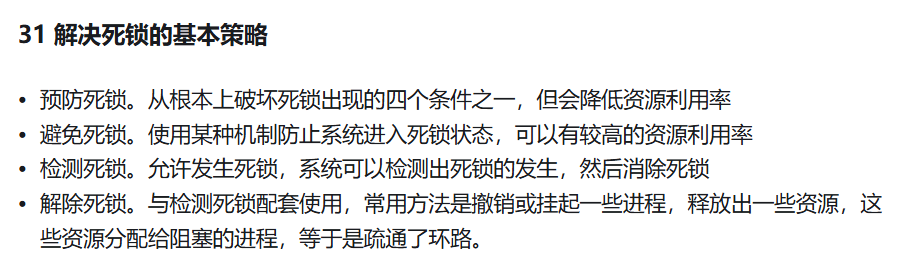 31 解决死锁的基本策略
• 预防死锁。从根本上破坏死锁出现的四个条件之一，但会降低资源利用率
• 避免死锁。使用某种机制防止系统进入死锁状态，可以有较高的资源利用率
• 检测死锁。允许发生死锁，系统可以检测出死锁的发生，然后消除死锁
• 解除死锁。与检测死锁配套使用，常用方法是撤销或挂起一些进程，释放出一些资源，这
些资源分配给阻塞的进程，等于是疏通了环路。